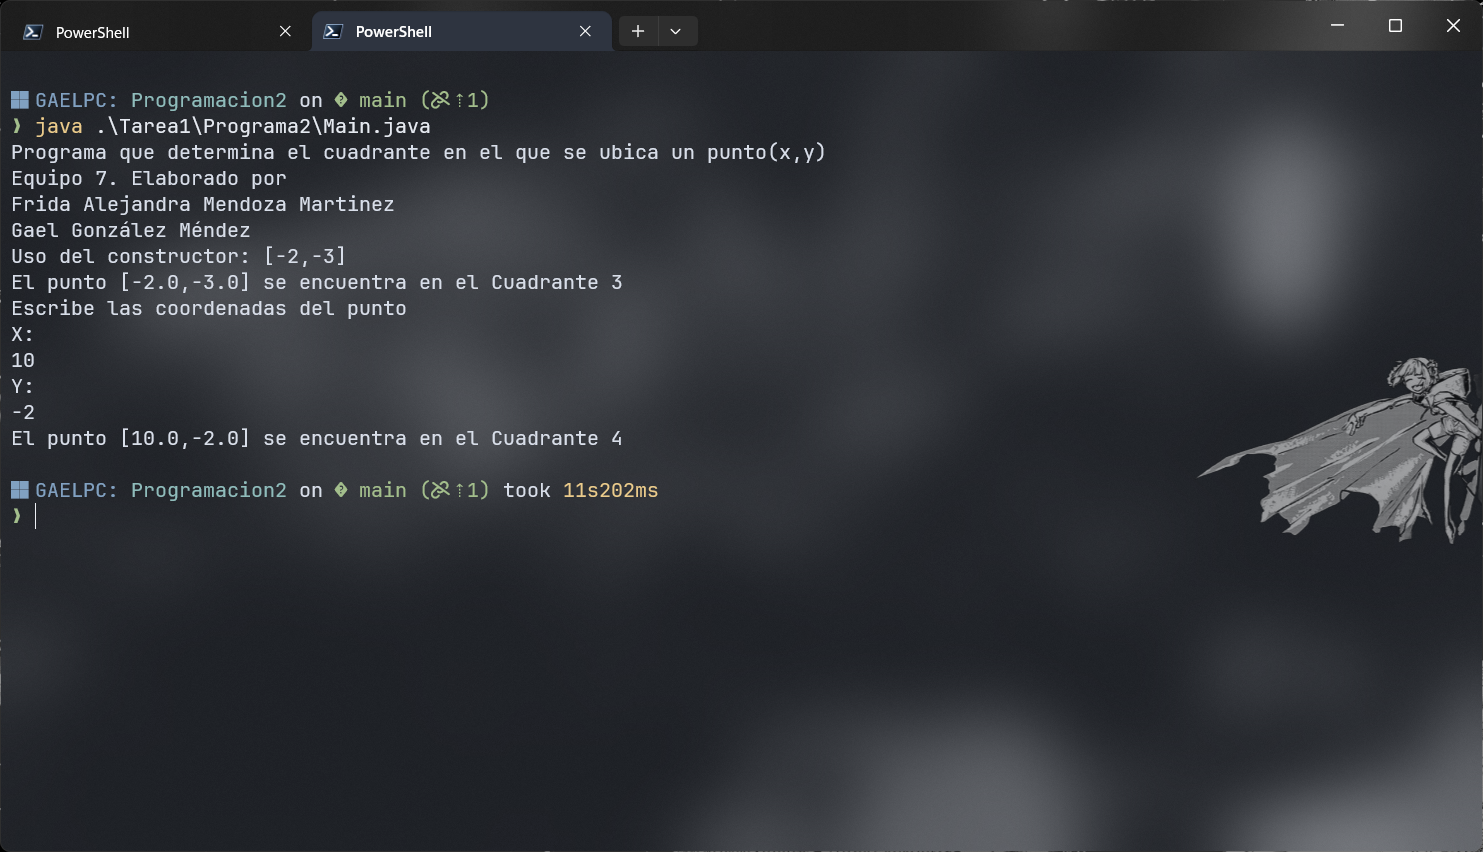 PowerShell
PowerShell
GAELPC: Programacion2 on main (⇡1)
❯ java .\Tarea1\Programa2\Main.java
Programa que determina el cuadrante en el que se ubica un punto(x,y)
Equipo 7. Elaborado por
Frida Alejandra Mendoza Martinez
Gael González Méndez
Uso del constructor: [-2,-3]
El punto [-2.0,-3.0] se encuentra en el Cuadrante 3
Escribe las coordenadas del punto
X:
10
Y:
-2
El punto [10.0,-2.0] se encuentra en el Cuadrante 4
GAELPC: Programacion2 on main (⇡1) took 11s202ms
❯